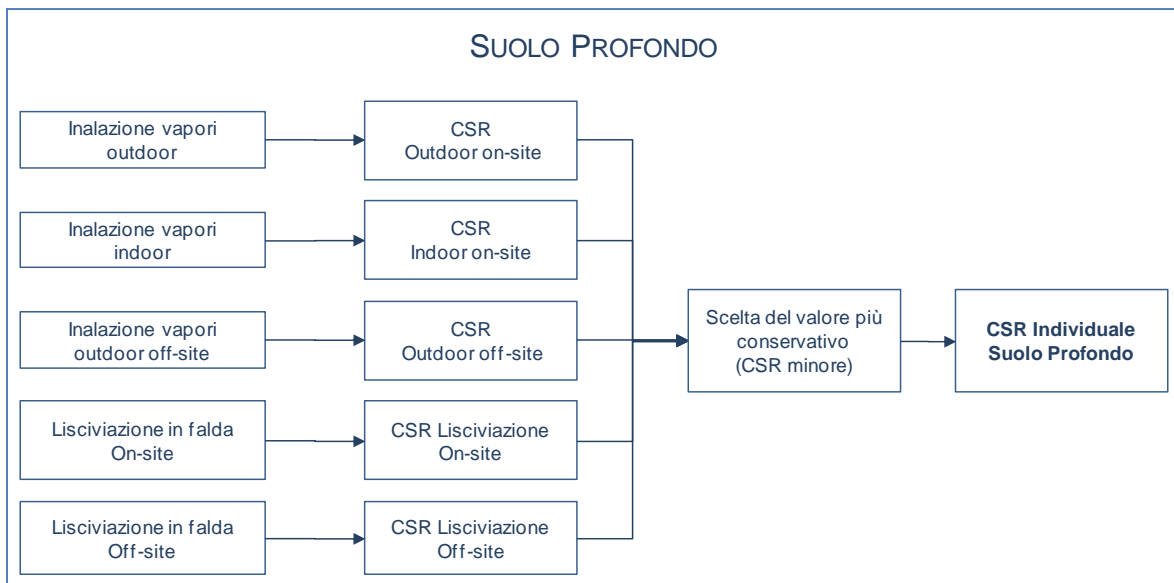 SUOLO PROFONDO
Inalazione vapori
outdoor
CSR
Outdoor on-site
Inalazione vapori
indoor
CSR
Indoor on-site
Inalazione vapori
outdoor off-site
CSR
Outdoor off-site
Scelta del valore più
conservativo
(CSR minore)
CSR Individuale
Suolo Profondo
Lisciviazione in falda
On-site
CSR Lisciviazione
On-site
Lisciviazione in falda
Off-site
CSR Lisciviazione
Off-site